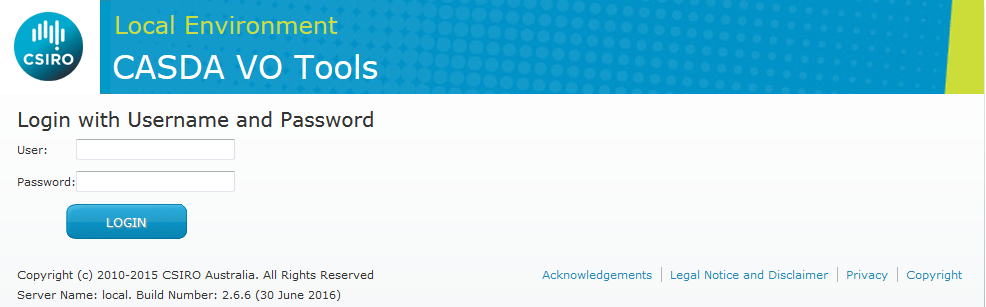 CSIRO
Local Environment
CASDA VO Tools
Login with Username and Password
User:
Password:
LOGIN
Copyright (c) 2010-2015 CSIRO Australia. All Rights Reserved
Acknowledgements | Legal Notice and Disclaimer | Privacy | Copyright
Server Name: local. Build Number: 2.6.6 (30 June 2016)